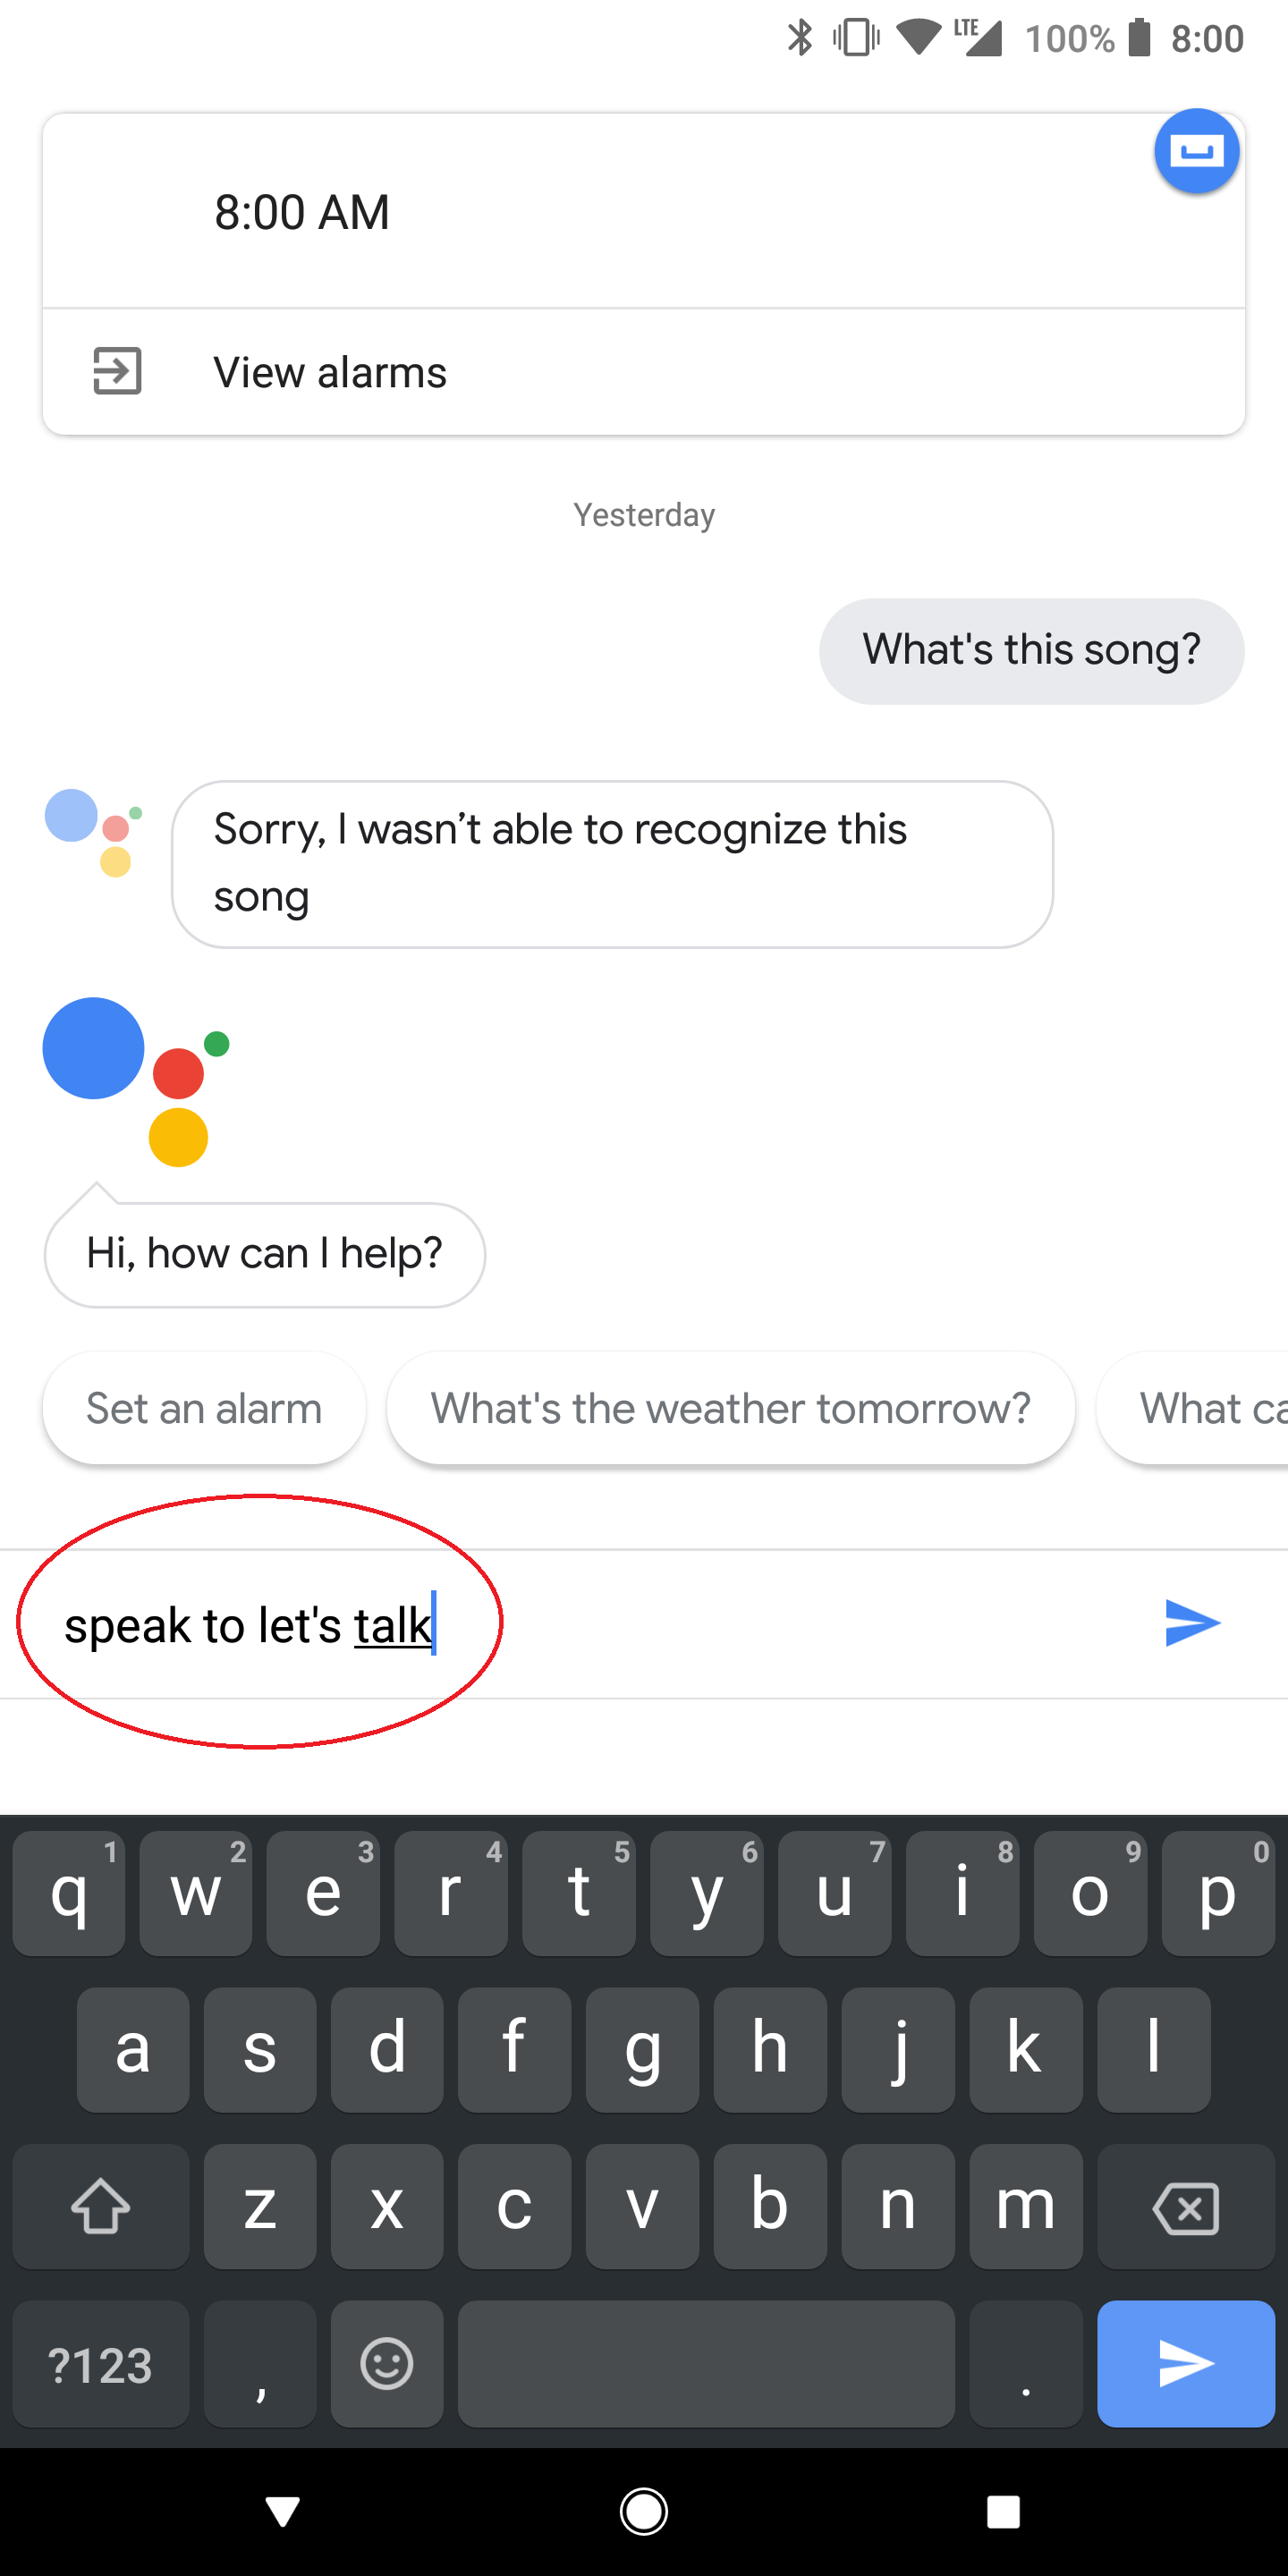 LTE 100% 8:00
8:00 AM
View alarms
Yesterday
What's this song?
Sorry, I wasn’t able to recognize this
song
Hi, how can I help?
Set an alarm What's the weather tomorrow? What ca
speak to let's talk
1 2 3 4 5 6 7 8 9 0
q w e r t y u i o p
a s d f g h j k l
z x c v b n m
?123 , .